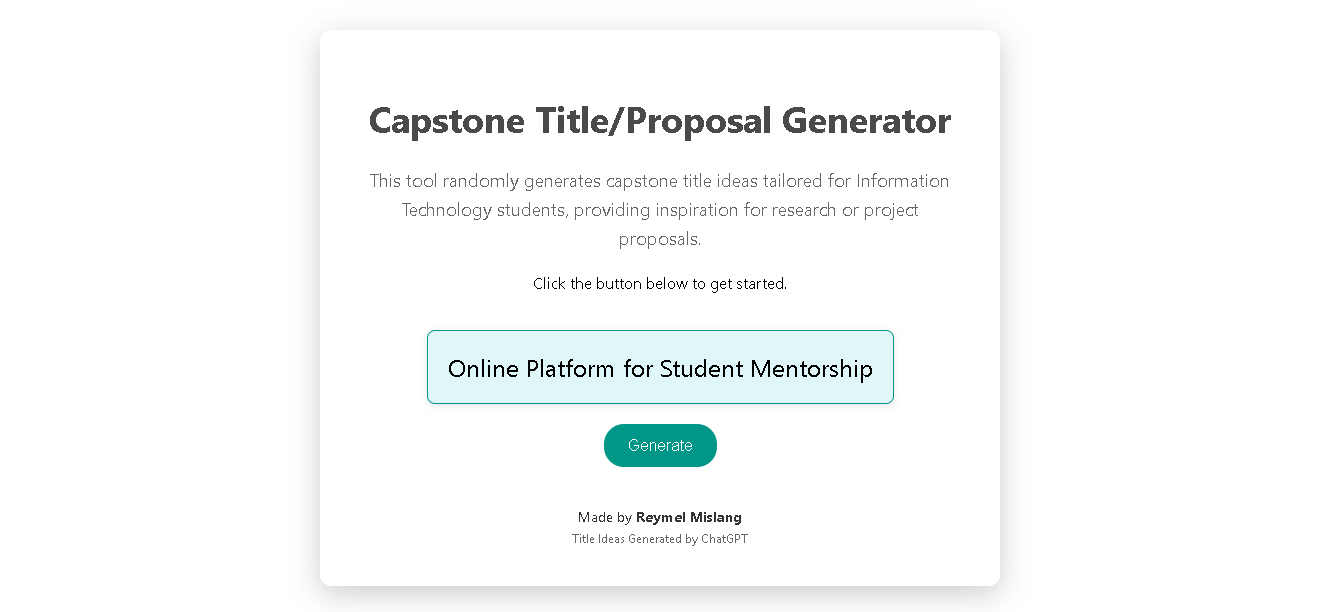 Capstone Title/Proposal Generator
This tool randomly generates capstone title ideas tailored for Information
Technology students, providing inspiration for research or project
proposals.
Click the button below to get started.
Online Platform for Student Mentorship
Generate
Made by Reymel Mislang
Title Ideas Generated by ChatGPT